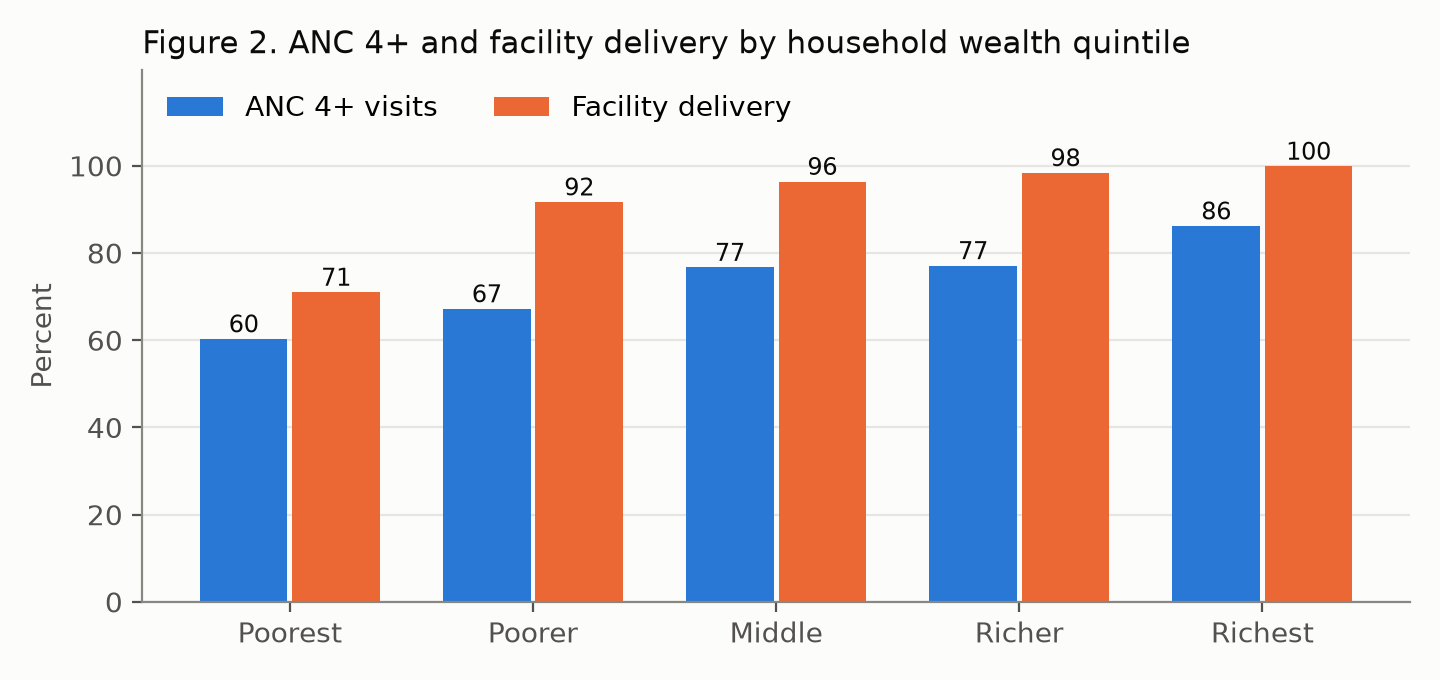 Figure 2. ANC 4+ and facility delivery by household wealth quintile
ANC 4+ visits Facility delivery
Percent
100
80
60
40
20
0
60 71 67 92 77 96 77 98 86 100
Poorest Poorer Middle Richer Richest